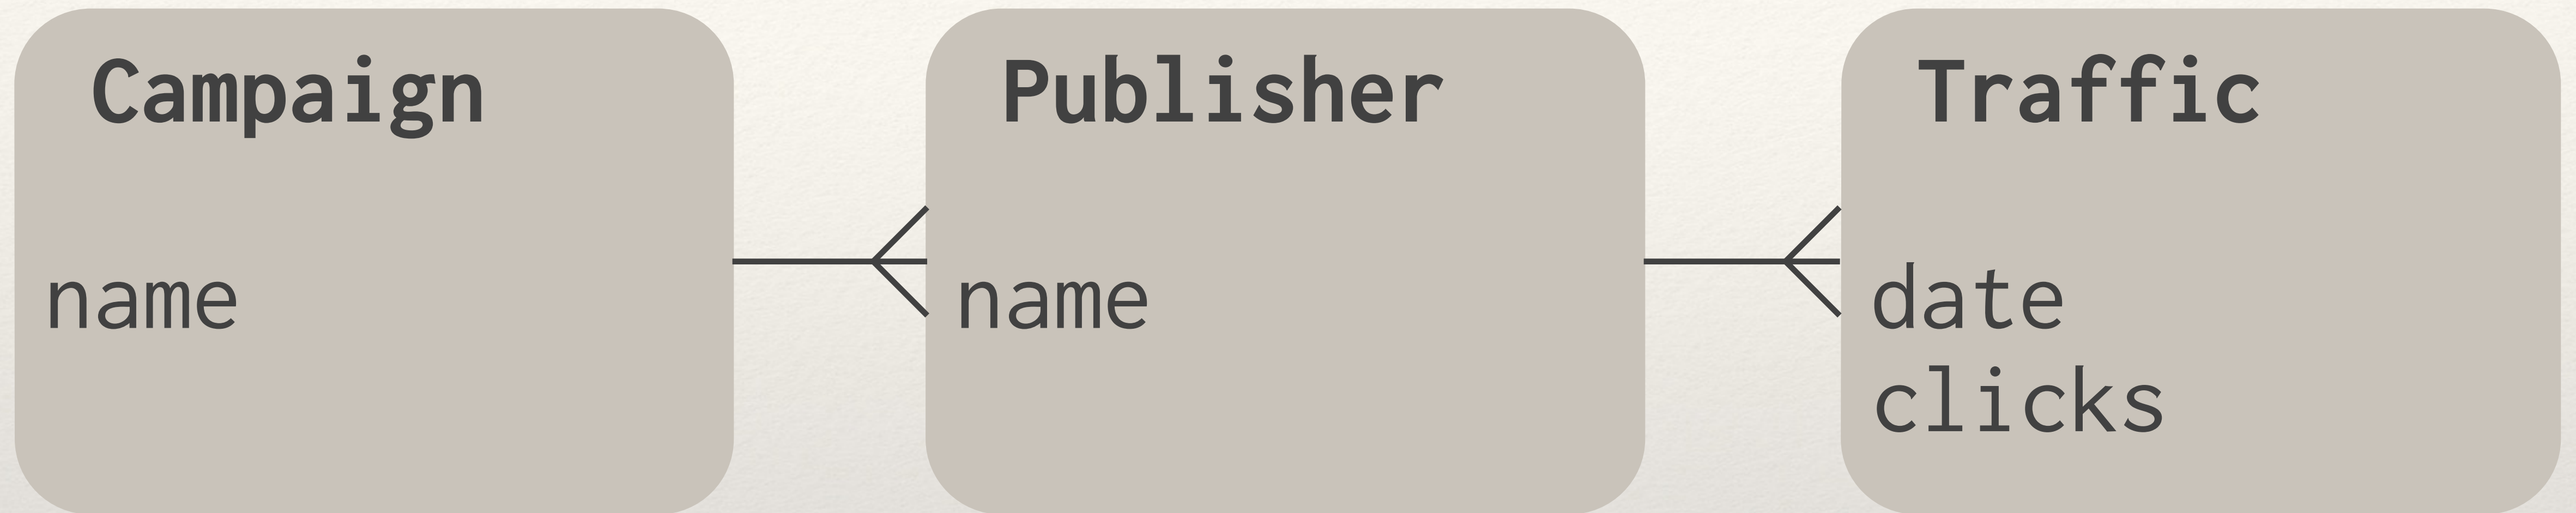 Campaign
name
Publisher
name
Traffic
date
clicks